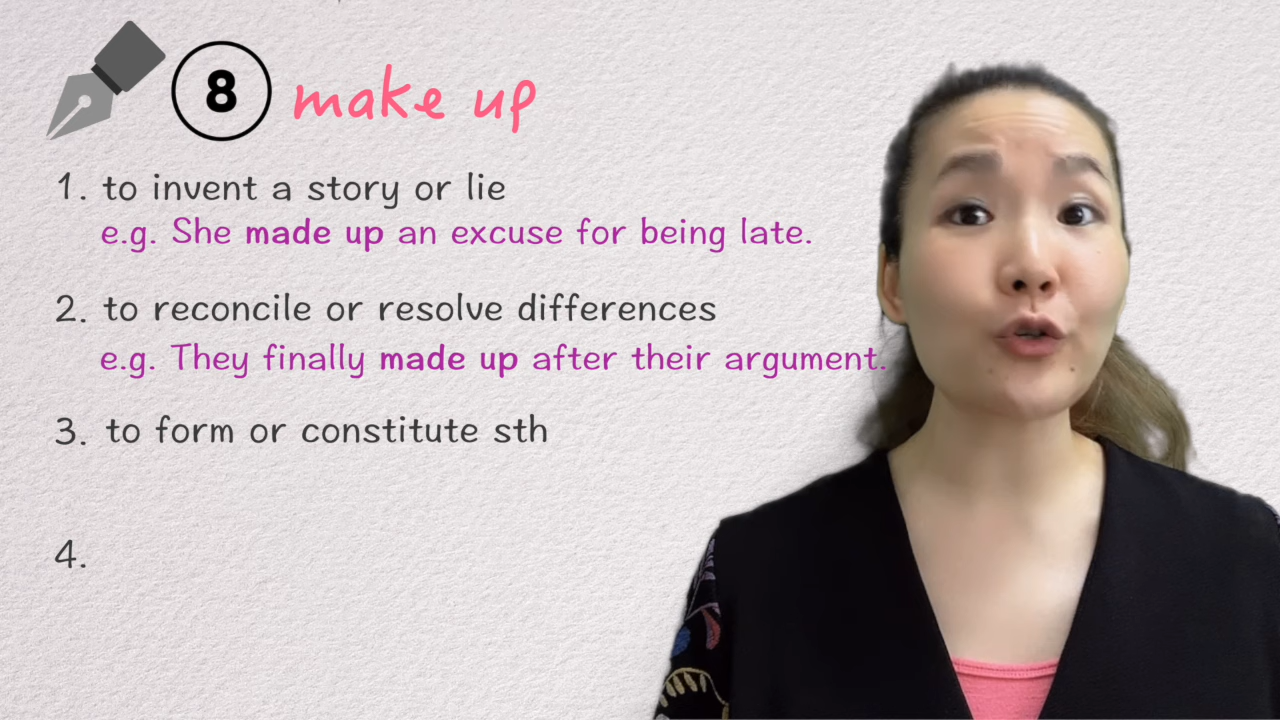 8 make up
1. to invent a story or lie
e.g. She made up an excuse for being late.
2. to reconcile or resolve differences
e.g. They finally made up after their argument.
3. to form or constitute sth
4.